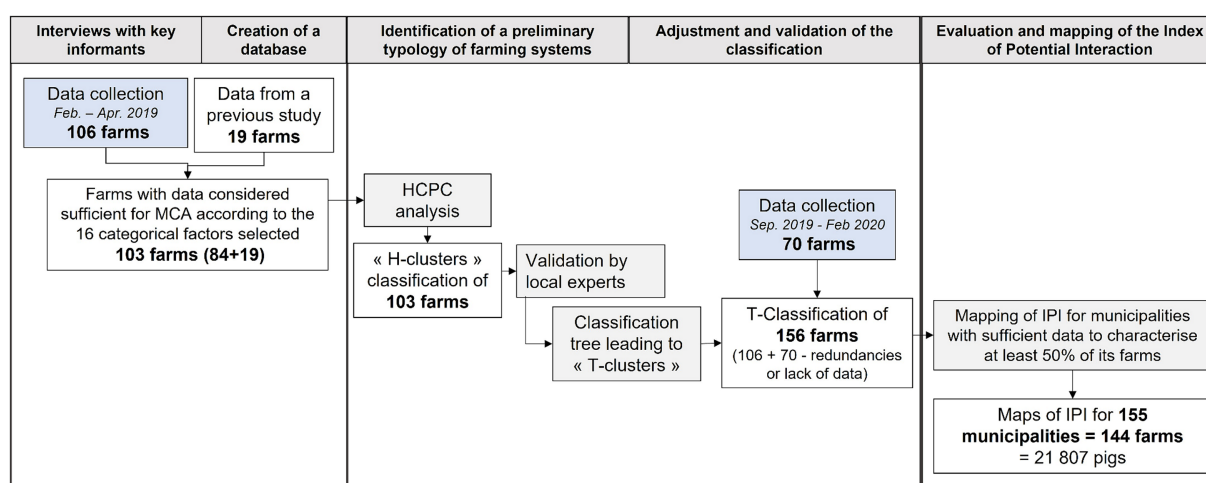 Interviews with key
informants
Creation of a
database
Identification of a preliminary
typology of farming systems
Adjustment and validation of the
classification
Evaluation and mapping of the Index
of Potential Interaction
Data collection
Feb. – Apr. 2019
106 farms
Data from a
previous study
19 farms
Farms with data considered
sufficient for MCA according to the
16 categorical factors selected
103 farms (84+19)
HCPC
analysis
« H-clusters »
classification of
103 farms
Validation by
local experts
Classification
tree leading to
« T-clusters »
Data collection
Sep. 2019 - Feb 2020
70 farms
T-Classification of
156 farms
(106 + 70 - redundancies
or lack of data)
Mapping of IPI for municipalities
with sufficient data to characterise
at least 50% of its farms
Maps of IPI for 155
municipalities = 144 farms
= 21 807 pigs